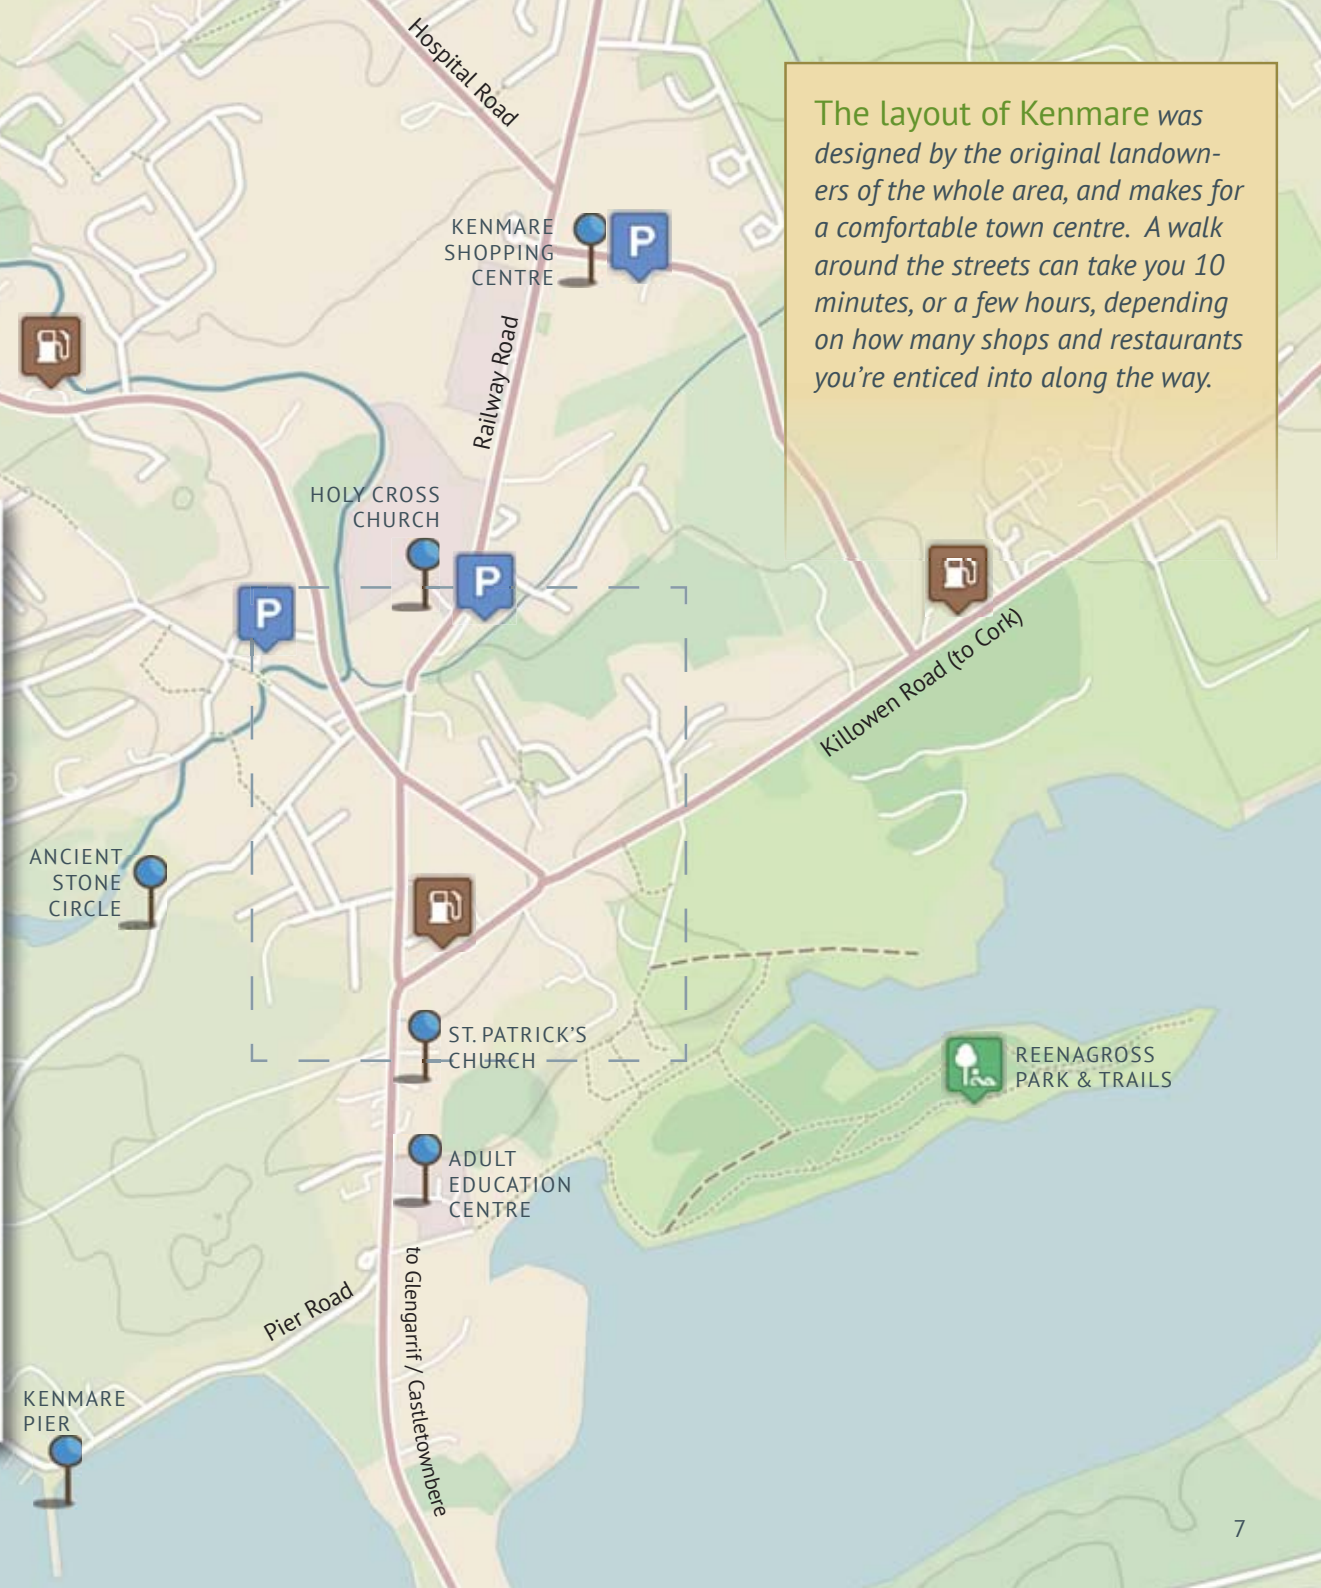 Hospital Road
The layout of Kenmare was
designed by the original landown-
ers of the whole area, and makes for
a comfortable town centre.  A walk
around the streets can take you 10
minutes, or a few hours, depending
on how many shops and restaurants
you're enticed into along the way.
KENMARE
SHOPPING
CENTRE
P
Railway Road
HOLY CROSS
CHURCH
P
P
Killowen Road (to Cork)
ANCIENT
STONE
CIRCLE
ST. PATRICK'S
CHURCH
REENAGROSS
PARK & TRAILS
ADULT
EDUCATION
CENTRE
to Glengarrif / Castletownbere
Pier Road
KENMARE
PIER
7